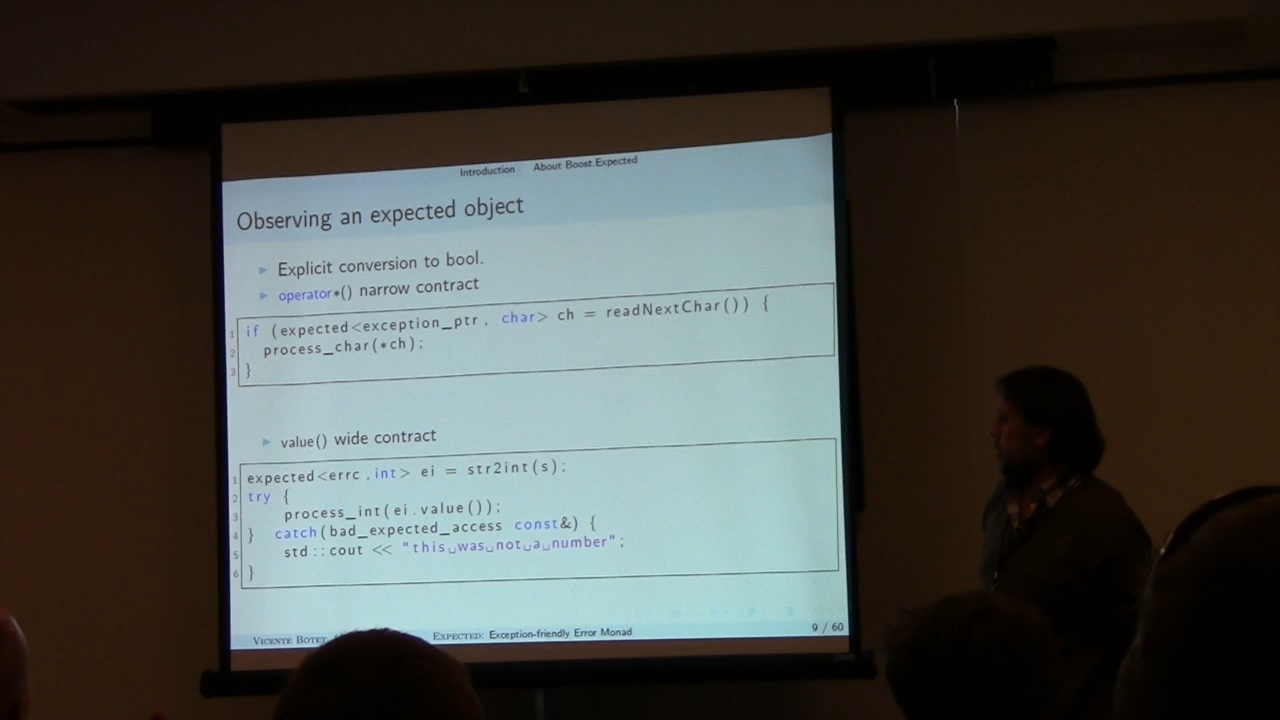 Introduction About Boost.Expected
Observing an expected object
▶ Explicit conversion to bool.
▶ operator*() narrow contract
1 if (expected<exception_ptr, char> ch = readNextChar()) {
2 process_char(*ch);
3 }
▶ value() wide contract
1 expected<errc,int> ei = str2int(s);
2 try {
3 process_int(ei.value());
4 } catch(bad_expected_access const&) {
5 std::cout << "this␣was␣not␣a␣number";
6 }
VICENTE BOTET, EXPECTED: Exception-friendly Error Monad 9 / 60